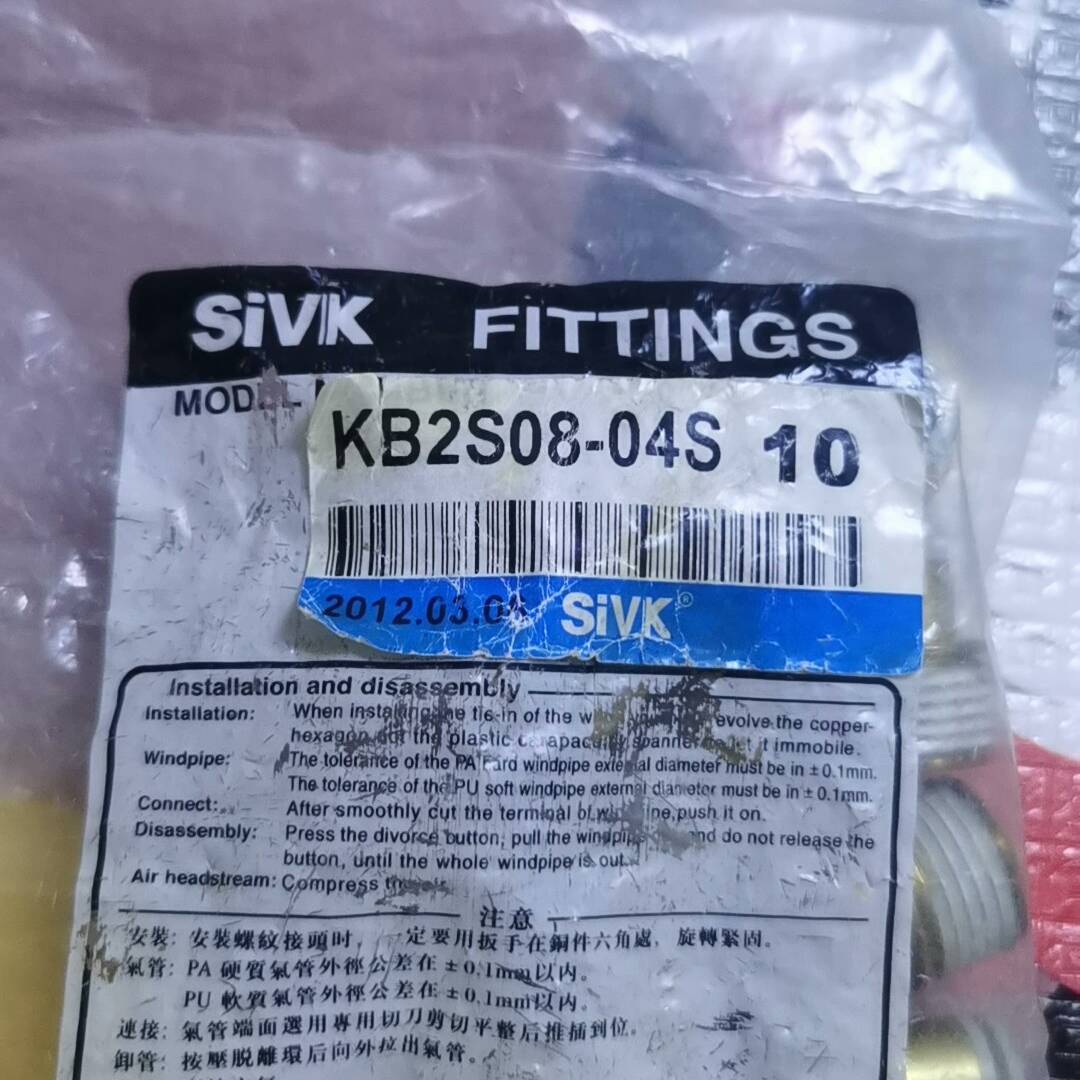 SiVK FITTINGS
MODEL
KB2S08-04S 10
2012.03.06 SiVK®
Installation and disassembly
Installation: When installing the tie-in of the revolve the copper-
hexagon, but the plastic spanner to let it immobile.
Windpipe: The tolerance of the PA hard windpipe external diameter must be in ± 0.1mm.
The tolerance of the PU soft windpipe external diameter must be in ± 0.1mm.
Connect: After smoothly cut the terminal of push it on.
Disassembly: Press the divorce button, pull the windpipe and do not release the
button, until the whole windpipe is out.
Air headstream: Compress the
注意
安裝: 安裝螺紋接頭时, 一定要用扳手在銅件六角處, 旋轉緊固。
氣管: PA 硬質氣管外徑公差在 ± 0.1mm以内。
PU 軟質氣管外徑公差在 ± 0.1mm以内。
連接: 氣管端面選用專用切刀剪切平整后推插到位。
卸管: 按壓脱離環后向外拉出氣管。